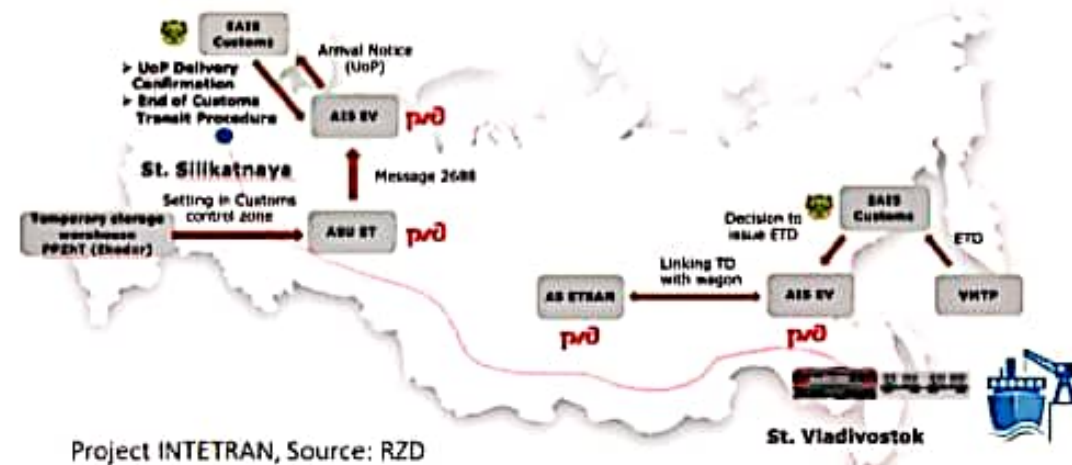 EAIS
Customs
Arrival Notice
(UoP)
➤ UoP Delivery
Confirmation
➤ End of Customs
Transit Procedure
AIS EV
St. Silikatnaya
Message 2688
Setting in Customs
control zone
Temporary storage
warehouse
ASU ST
EAIS
Customs
Decision to
issue ETD
ETD
Linking TD
with wagon
AS ETRAN
AIS EV
VMTP
St. Vladivostok
Project INTETRAN, Source: RZD